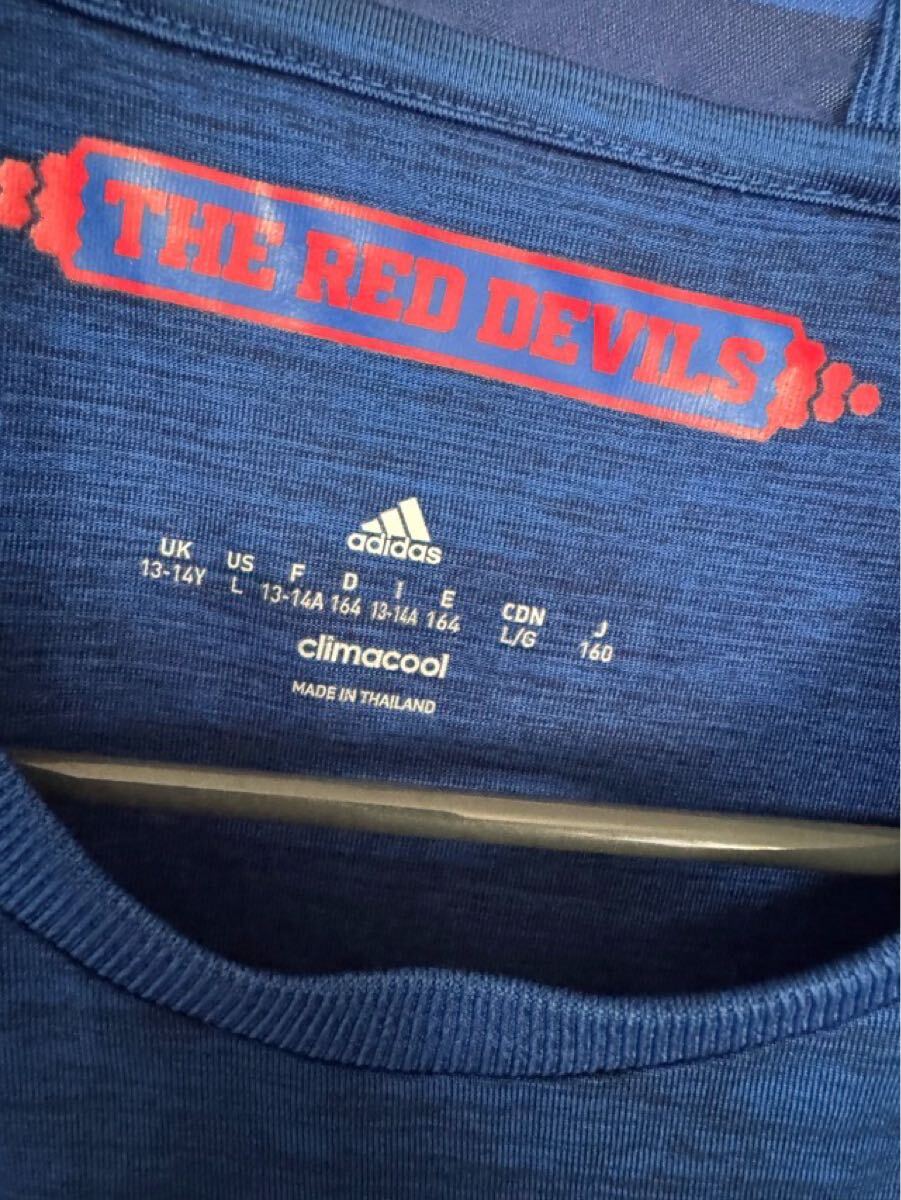 THE RED DEVILS
adidas
UK US F D I E CDN J
13-14Y L 13-14A 164 13-14A 164 L/G 160
climacool
MADE IN THAILAND